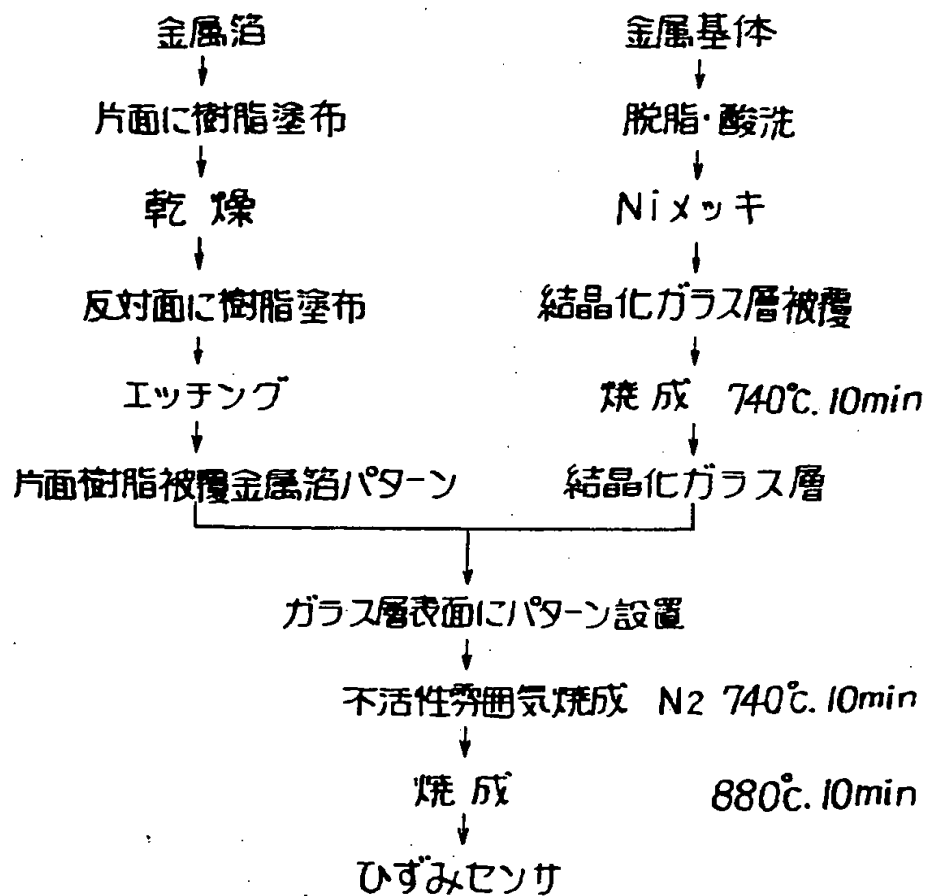 金属箔
片面に樹脂塗布
乾 燥
反対面に樹脂塗布
エッチング
片面樹脂被覆金属箔パターン
金属基体
脱脂・酸洗
Niメッキ
結晶化ガラス層被覆
焼 成 740℃.10min
結晶化ガラス層
ガラス層表面にパターン設置
不活性雰囲気焼成 N2 740℃.10min
焼 成 880℃.10min
ひずみセンサ